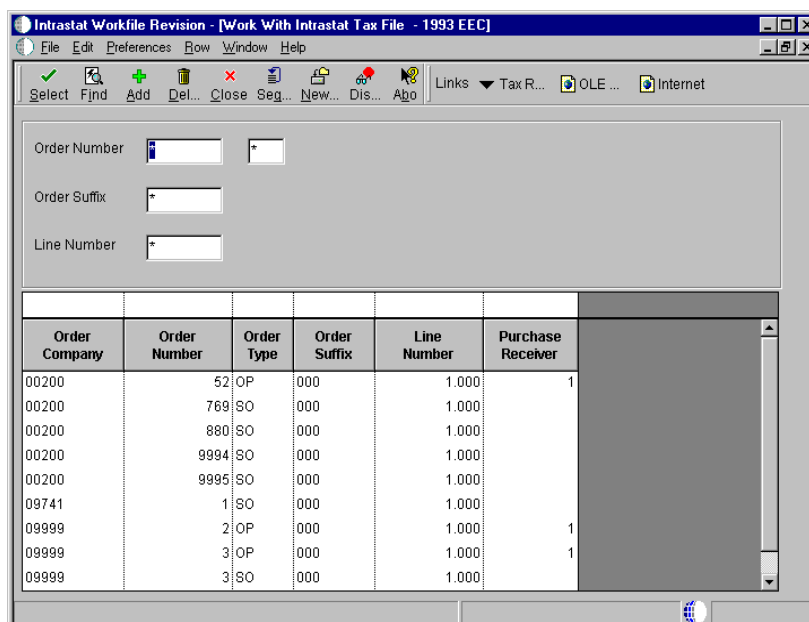 Intrastat Workfile Revision - [Work With Intrastat Tax File - 1993 EEC]
File Edit Preferences Row Window Help
Select Find Add Del... Close Seq... New... Dis... Abo Links Tax R... OLE ... Internet
Order Number * *
Order Suffix *
Line Number *
Order Company Order Number Order Type Order Suffix Line Number Purchase Receiver
00200 52 OP 000 1.000 1
00200 769 SO 000 1.000
00200 880 SO 000 1.000
00200 9994 SO 000 1.000
00200 9995 SO 000 1.000
09741 1 SO 000 1.000
09999 2 OP 000 1.000 1
09999 3 OP 000 1.000 1
09999 3 SO 000 1.000